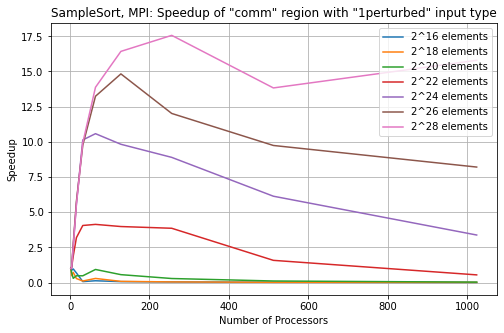 SampleSort, MPI: Speedup of "comm" region with "1perturbed" input type
17.5
15.0
12.5
10.0
7.5
5.0
2.5
0.0
Speedup
2^16 elements
2^18 elements
2^20 elements
2^22 elements
2^24 elements
2^26 elements
2^28 elements
0 200 400 600 800 1000
Number of Processors